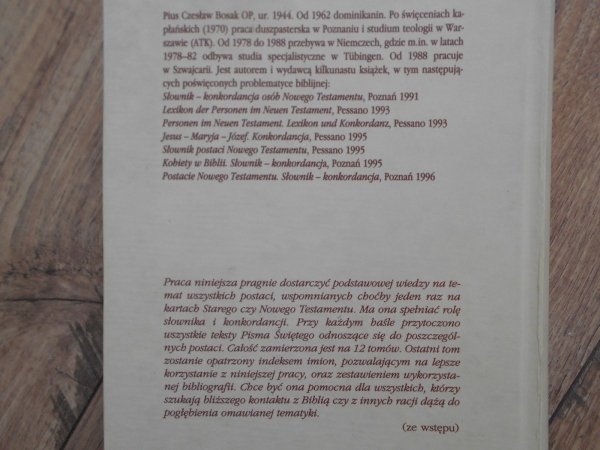 Pius Czesław Bosak OP, ur. 1944. Od 1962 dominikanin. Po święceniach ka-
płańskich (1970) praca duszpasterska w Poznaniu i studium teologii w War-
szawie (ATK). Od 1978 do 1988 przebywa w Niemczech, gdzie m.in. w latach
1978–82 odbywa studia specjalistyczne w Tübingen. Od 1988 pracuje
w Szwajcarii. Jest autorem i wydawcą kilkunastu książek, w tym następują-
cych poświęconych problematyce biblijnej:
Słownik – konkordancja osób Nowego Testamentu, Poznań 1991
Lexikon der Personen im Neuen Testament, Pessano 1993
Personen im Neuen Testament. Lexikon und Konkordanz, Pessano 1993
Jesus – Maryja – Józef. Konkordancja, Pessano 1995
Słownik postaci Nowego Testamentu, Pessano 1995
Kobiety w Biblii. Słownik – konkordancja, Poznań 1995
Postacie Nowego Testamentu. Słownik – konkordancja, Poznań 1996
Praca niniejsza pragnie dostarczyć podstawowej wiedzy na te-
mat wszystkich postaci, wspomnianych choćby jeden raz na
kartach Starego czy Nowego Testamentu. Ma ona spełniać rolę
słownika i konkordancji. Przy każdym haśle przytoczono
wszystkie teksty Pisma Świętego odnoszące się do poszczegól-
nych postaci. Całość zamierzona jest na 12 tomów. Ostatni tom
zostanie opatrzony indeksem imion, pozwalającym na lepsze
korzystanie z niniejszej pracy, oraz zestawieniem wykorzysta-
nej bibliografii. Chce być ona pomocna dla wszystkich, którzy
szukają bliższego kontaktu z Biblią czy z innych racji dążą do
pogłębienia omawianej tematyki.
(ze wstępu)